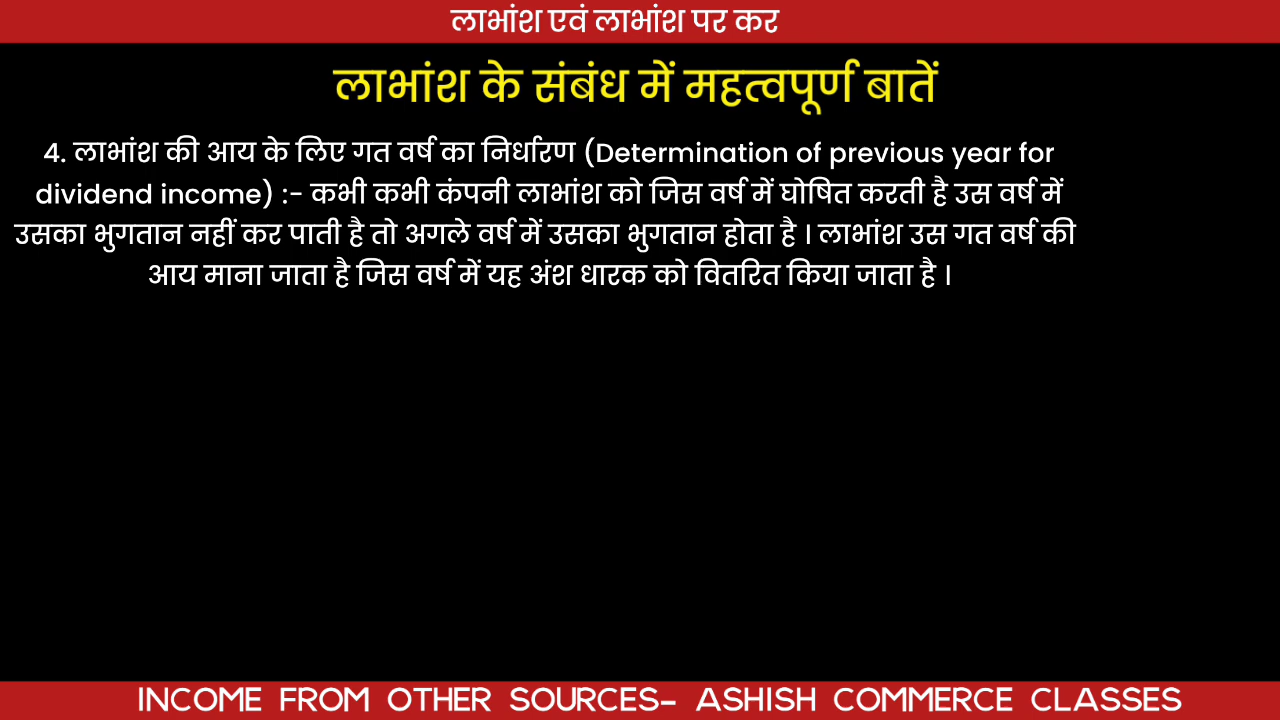 लाभांश एवं लाभांश पर कर
लाभांश के संबंध में महत्वपूर्ण बातें
4. लाभांश की आय के लिए गत वर्ष का निर्धारण (Determination of previous year for
dividend income) :- कभी कभी कंपनी लाभांश को जिस वर्ष में घोषित करती है उस वर्ष में
उसका भुगतान नहीं कर पाती है तो अगले वर्ष में उसका भुगतान होता है । लाभांश उस गत वर्ष की
आय माना जाता है जिस वर्ष में यह अंश धारक को वितरित किया जाता है ।
INCOME FROM OTHER SOURCES- ASHISH COMMERCE CLASSES